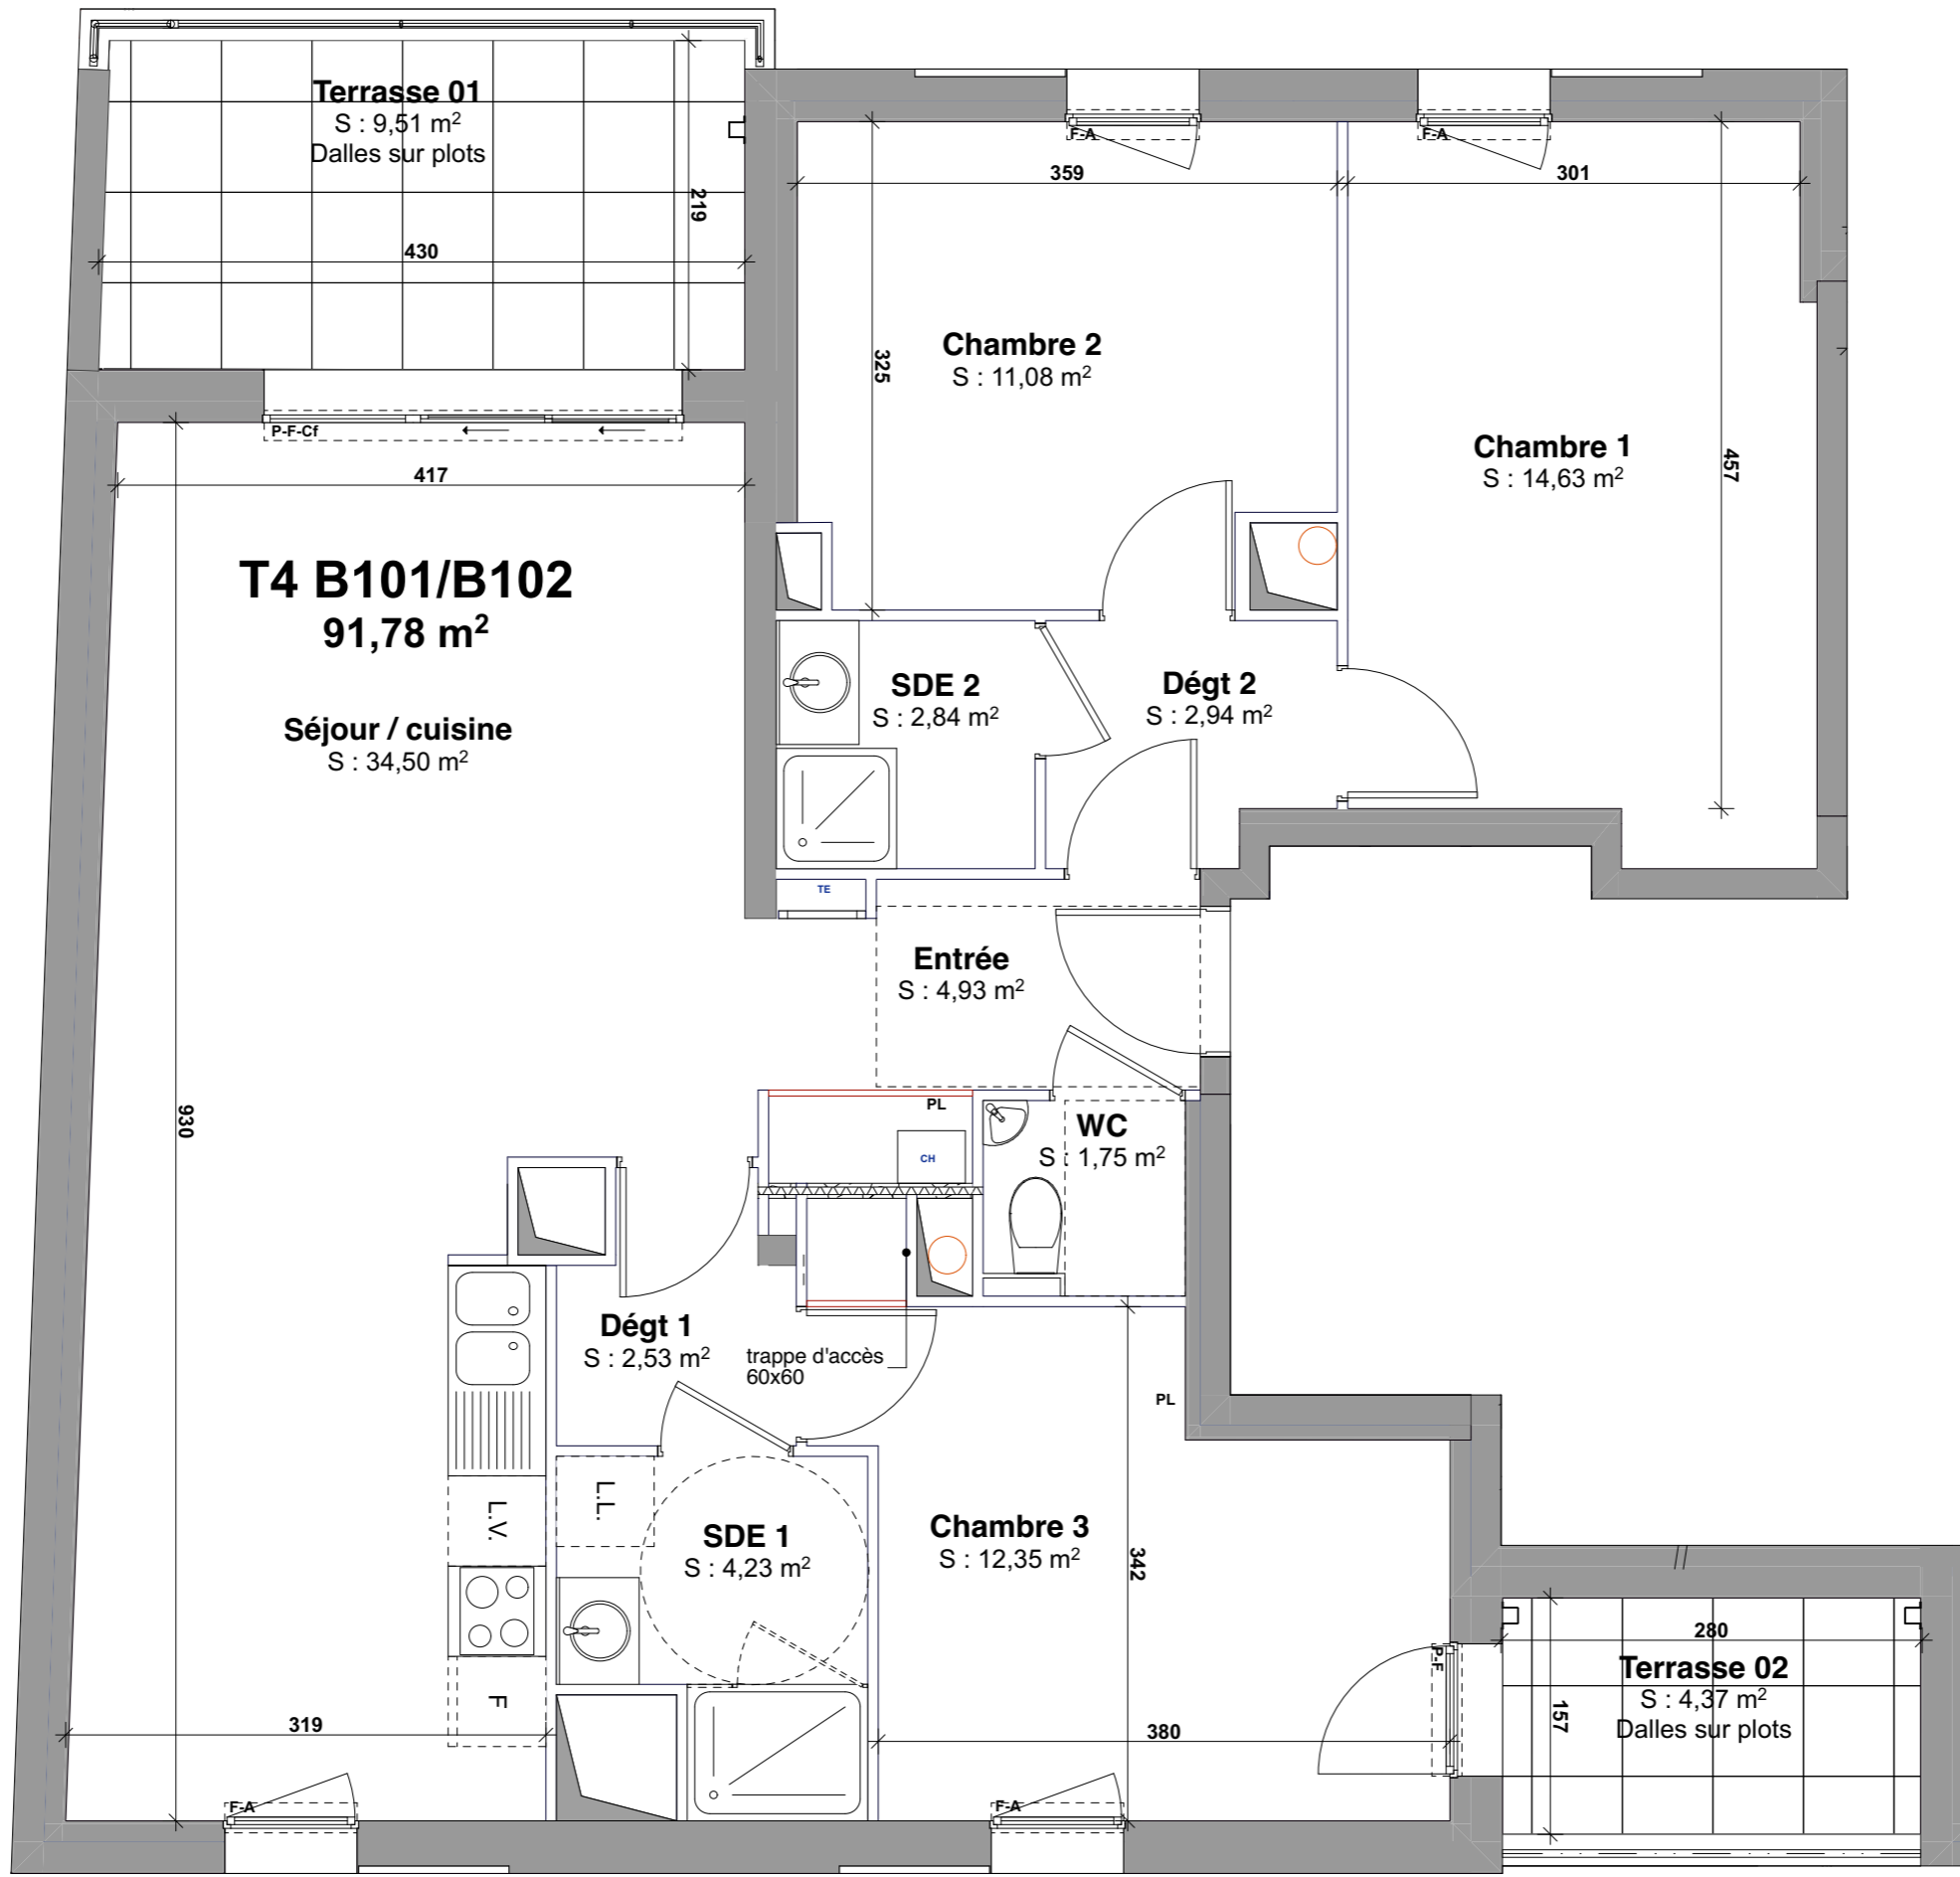 Terrasse 01
S : 9,51 m²
Dalles sur plots
219
430
P-F-Cf
417
T4 B101/B102
91,78 m²
Séjour / cuisine
S : 34,50 m²
930
F-A
F-A
359
301
325
Chambre 2
S : 11,08 m²
Chambre 1
S : 14,63 m²
457
SDE 2
S : 2,84 m²
Dégt 2
S : 2,94 m²
TE
Entrée
S : 4,93 m²
PL
CH
WC
S : 1,75 m²
Dégt 1
S : 2,53 m²
trappe d'accès
60x60
PL
L.V.
L.L.
SDE 1
S : 4,23 m²
Chambre 3
S : 12,35 m²
342
F
319
380
F-A
F-A
P-F
280
Terrasse 02
S : 4,37 m²
Dalles sur plots
157